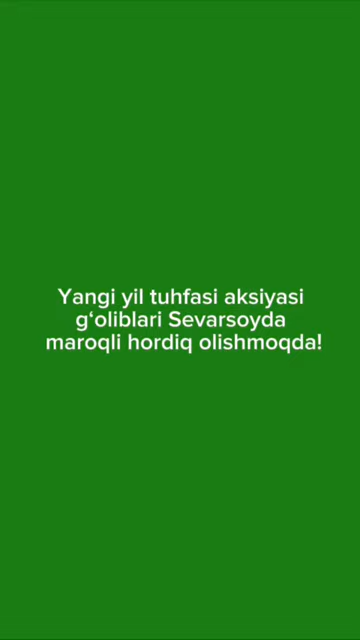 Yangi yil tuhfasi aksiyasi
g‘oliblari Sevarsoyda
maroqli hordiq olishmoqda!